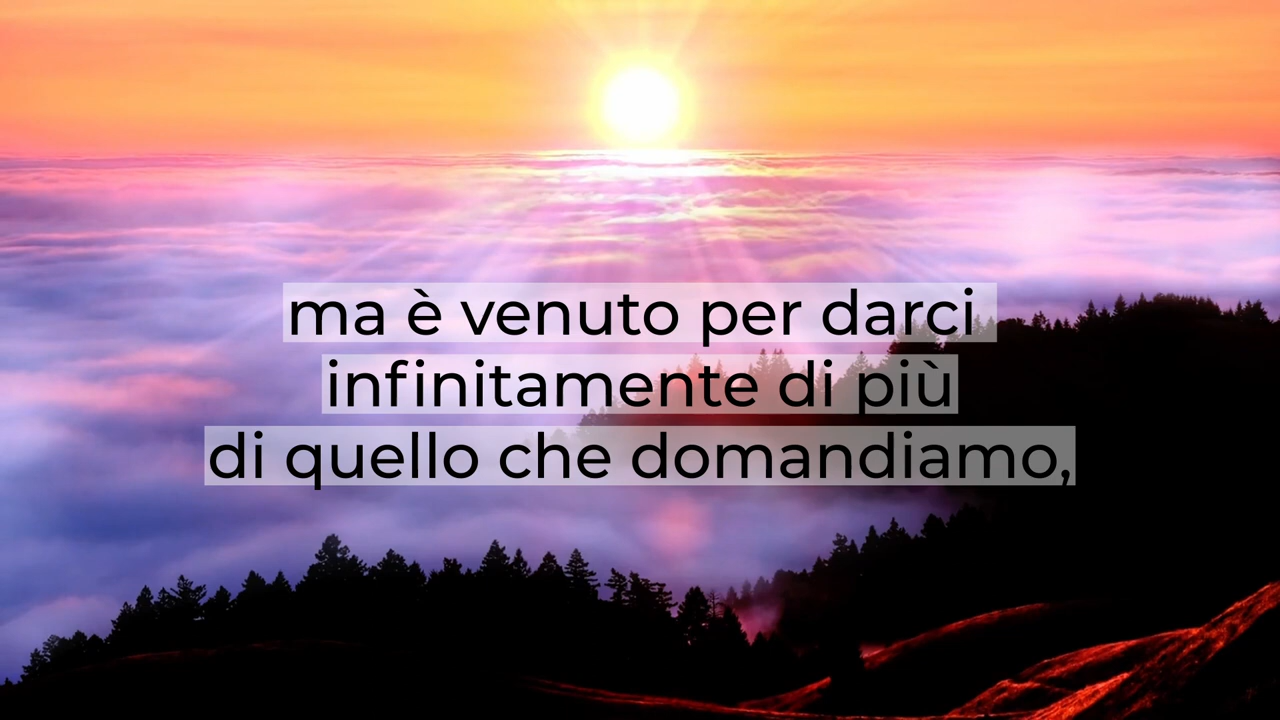 ma è venuto per darci
infinitamente di più
di quello che domandiamo,